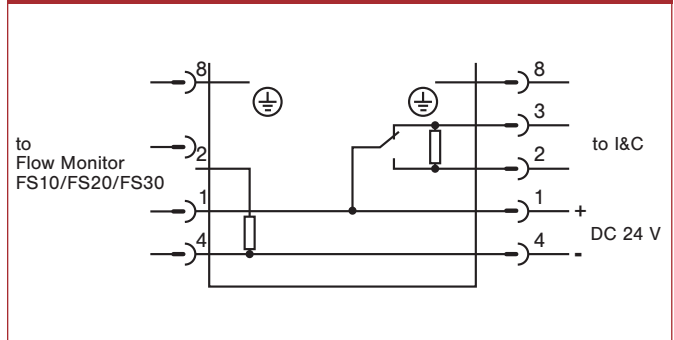 8
2
1
4
to
Flow Monitor
FS10/FS20/FS30
8
3
2
1
4
to I&C
+
DC 24 V
-